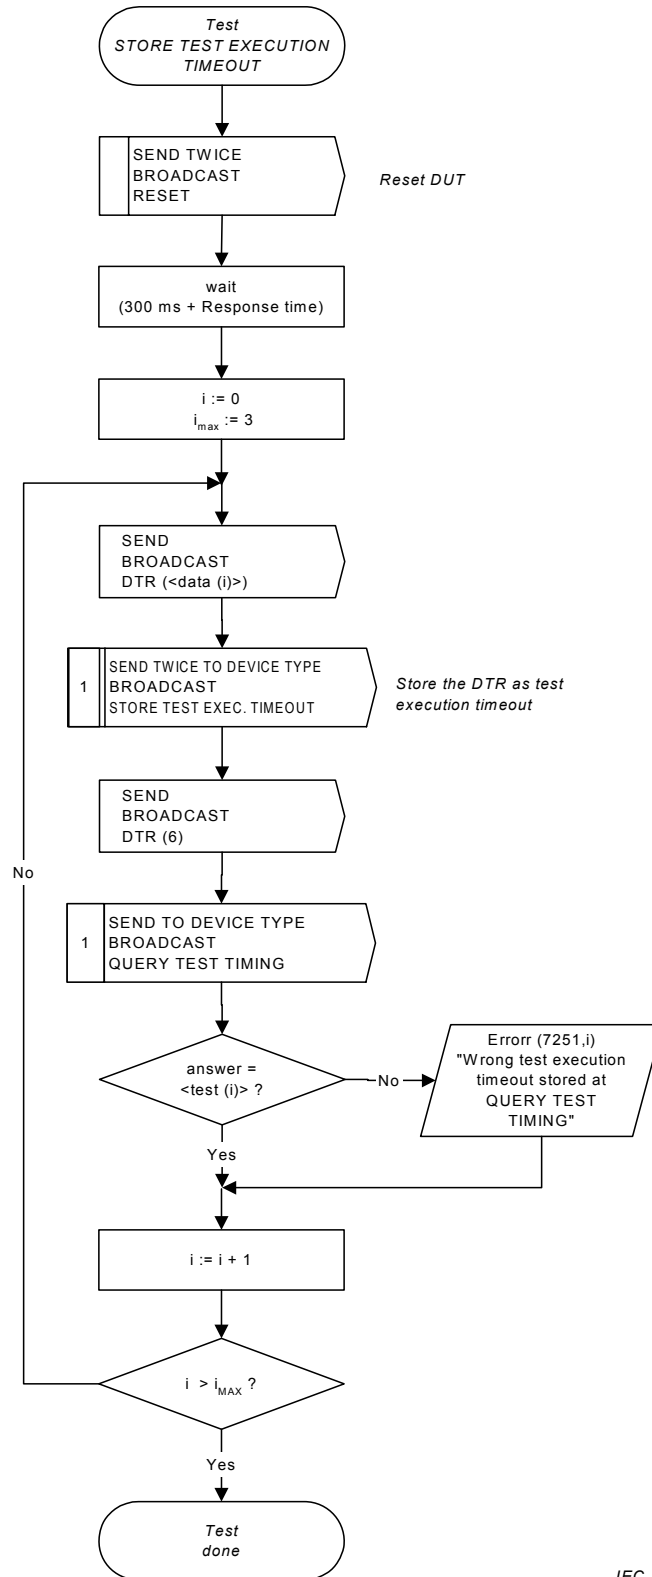 Test
STORE TEST EXECUTION
TIMEOUT
SEND TWICE
BROADCAST
RESET
Reset DUT
wait
(300 ms + Response time)
i := 0
imax := 3
SEND
BROADCAST
DTR (<data (i)>)
1
SEND TWICE TO DEVICE TYPE
BROADCAST
STORE TEST EXEC. TIMEOUT
Store the DTR as test
execution timeout
SEND
BROADCAST
DTR (6)
No
1
SEND TO DEVICE TYPE
BROADCAST
QUERY TEST TIMING
answer =
<test (i)> ?
No
Errorr (7251,i)
"Wrong test execution
timeout stored at
QUERY TEST
TIMING"
Yes
i := i + 1
i > iMAX ?
Yes
Test
done
IEC